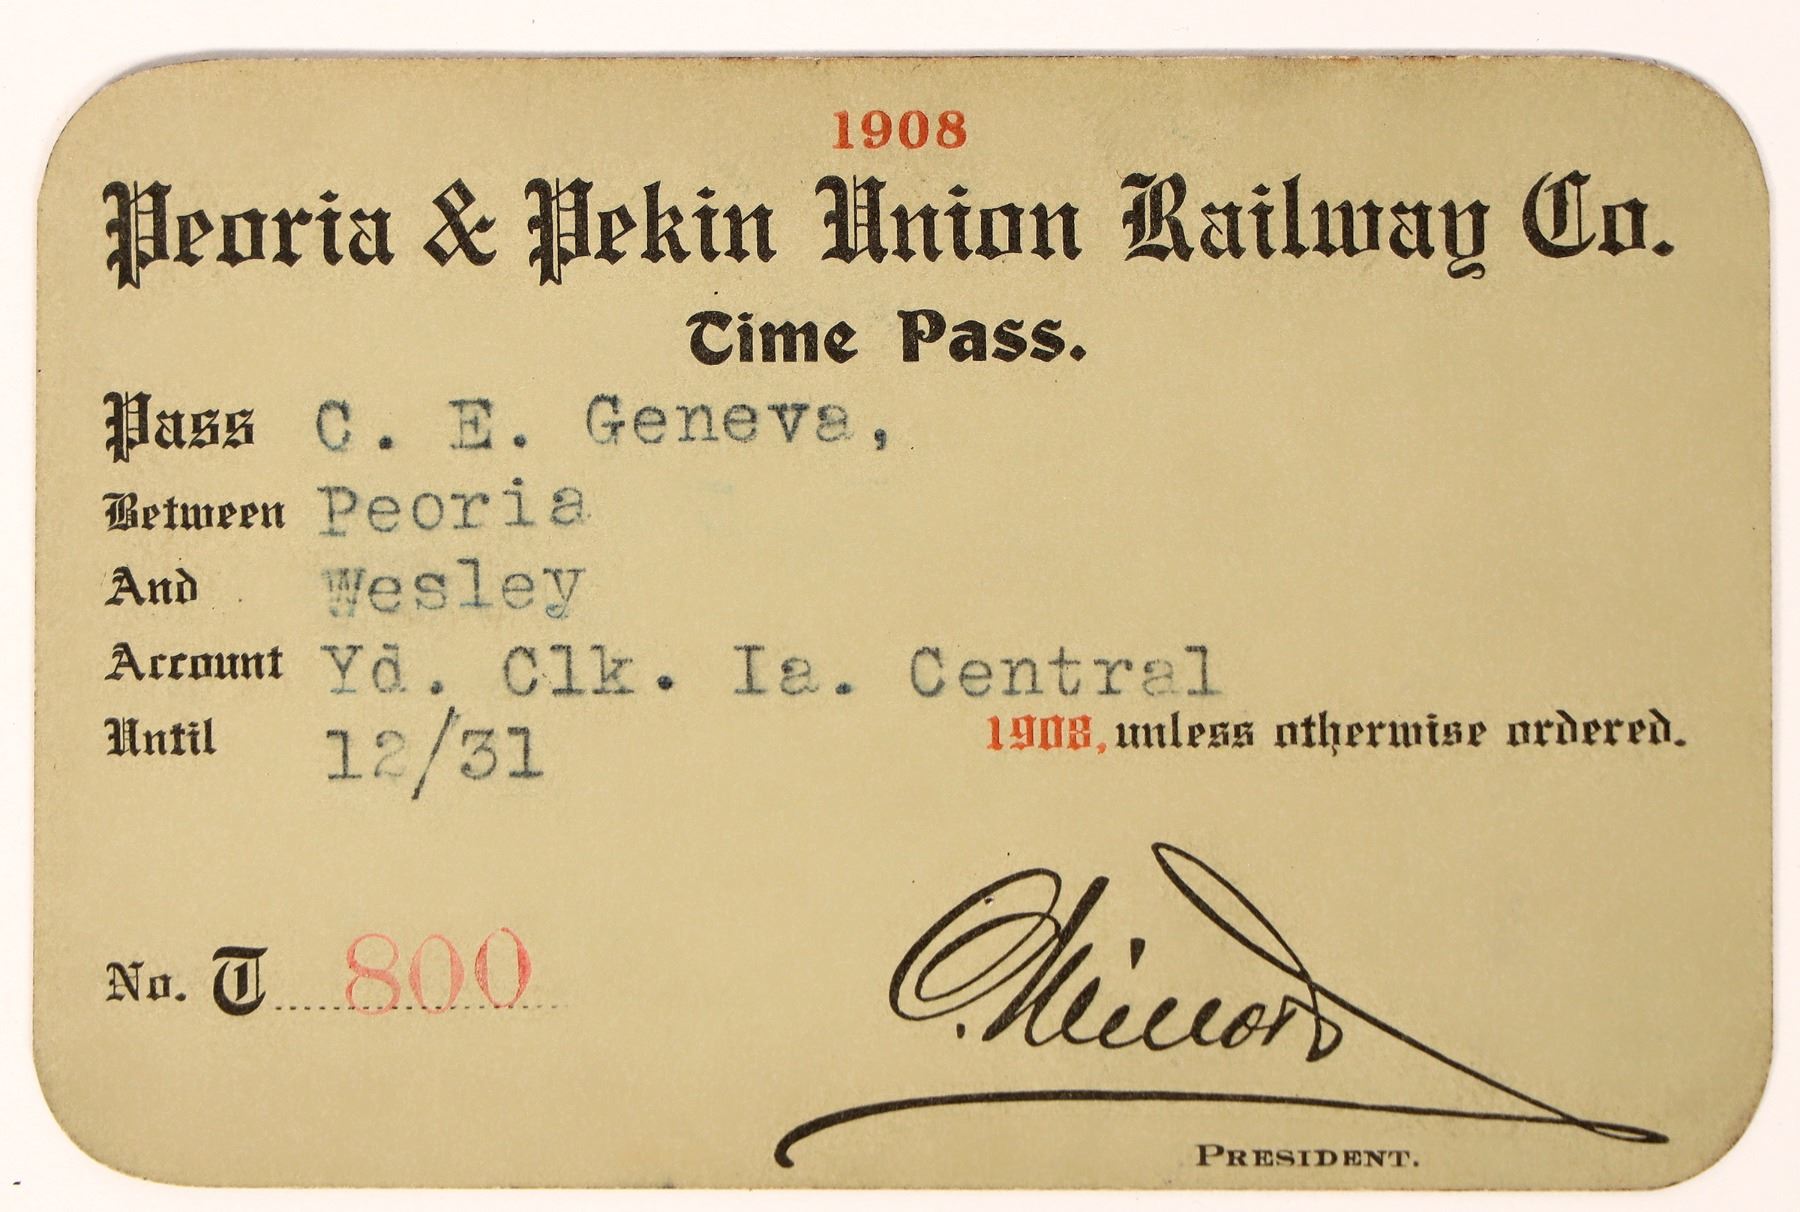 1908
Peoria & Pekin Union Railway Co.
Time Pass.
Pass C. E. Geneva,
Between Peoria
And Wesley
Account Yd. Clk. Ia. Central
Until 12/31 1908, unless otherwise ordered.
No. T 800
PRESIDENT.